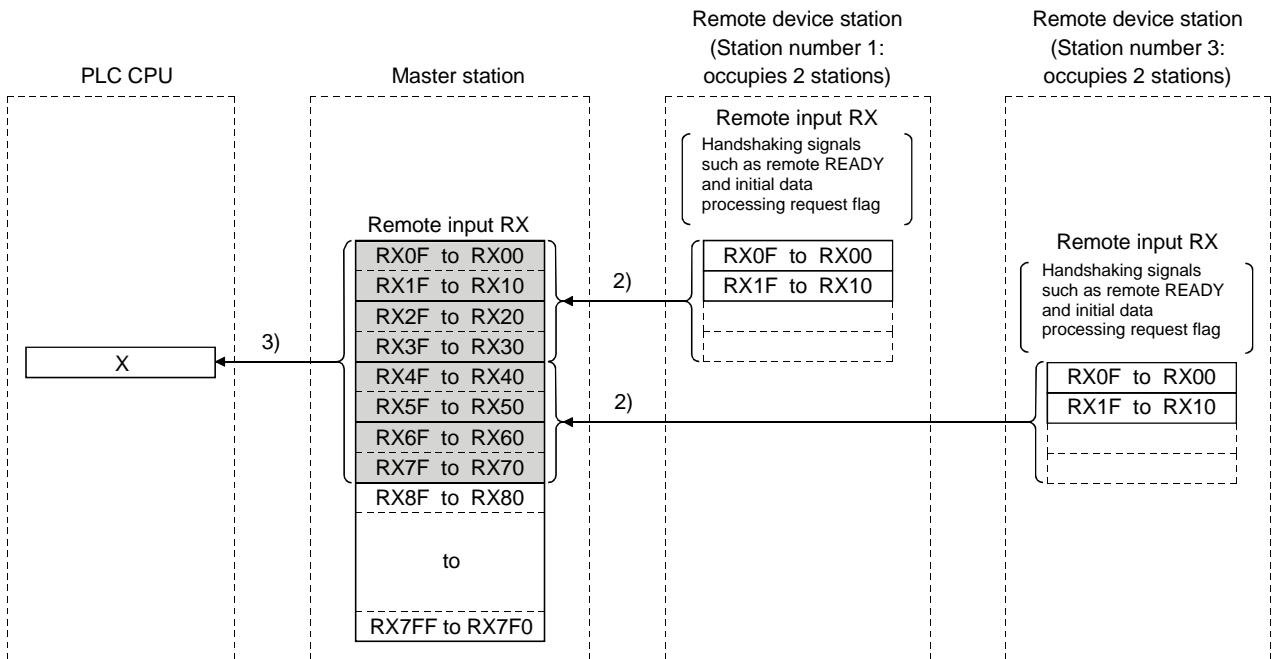 PLC CPU
Master station
Remote device station
(Station number 1:
occupies 2 stations)
Remote device station
(Station number 3:
occupies 2 stations)
Remote input RX
Handshaking signals
such as remote READY
and initial data
processing request flag
Remote input RX
Handshaking signals
such as remote READY
and initial data
processing request flag
Remote input RX
RX0F to RX00
RX1F to RX10
RX2F to RX20
RX3F to RX30
RX4F to RX40
RX5F to RX50
RX6F to RX60
RX7F to RX70
RX8F to RX80
to
RX7FF to RX7F0
RX0F to RX00
RX1F to RX10
RX0F to RX00
RX1F to RX10
2)
2)
3)
X